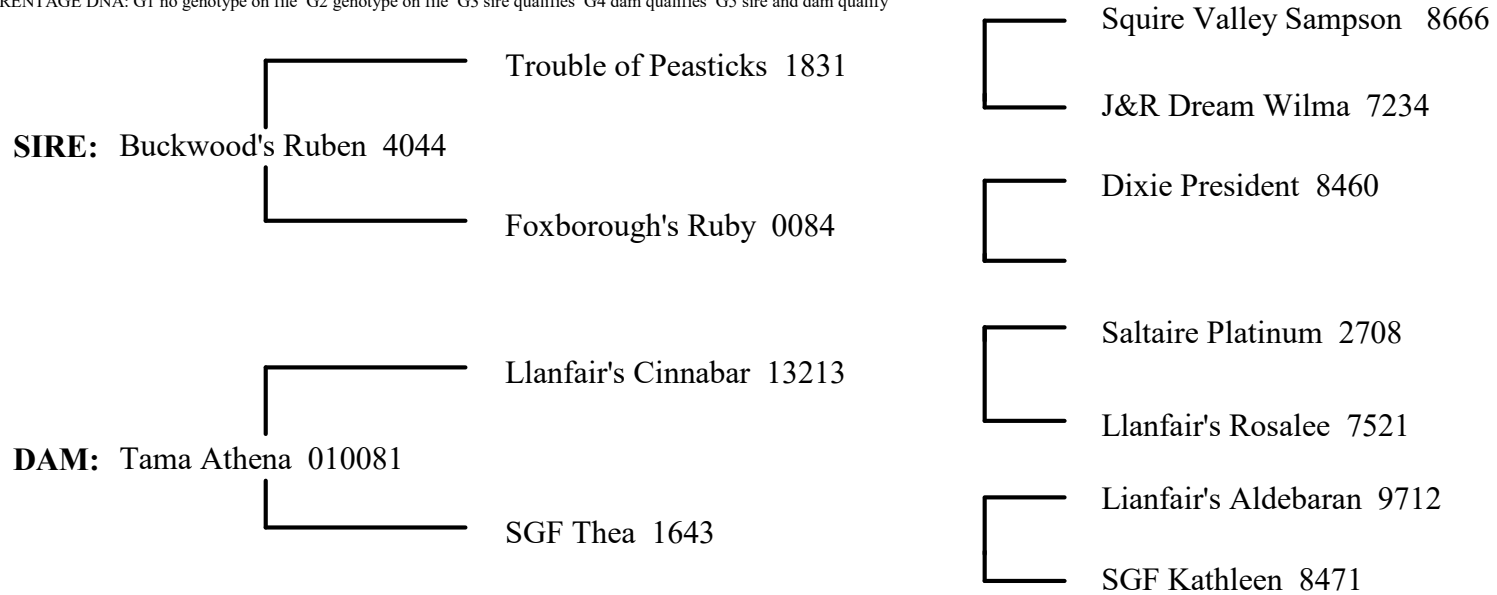 RENTAGE DNA: G1 no genotype on file G2 genotype on file G3 sire qualifies G4 dam qualifies G5 sire and dam qualify
Squire Valley Sampson 8666
Trouble of Peasticks 1831
J&R Dream Wilma 7234
SIRE: Buckwood's Ruben 4044
Dixie President 8460
Foxborough's Ruby 0084
Saltaire Platinum 2708
Llanfair's Cinnabar 13213
Llanfair's Rosalee 7521
DAM: Tama Athena 010081
Lianfair's Aldebaran 9712
SGF Thea 1643
SGF Kathleen 8471